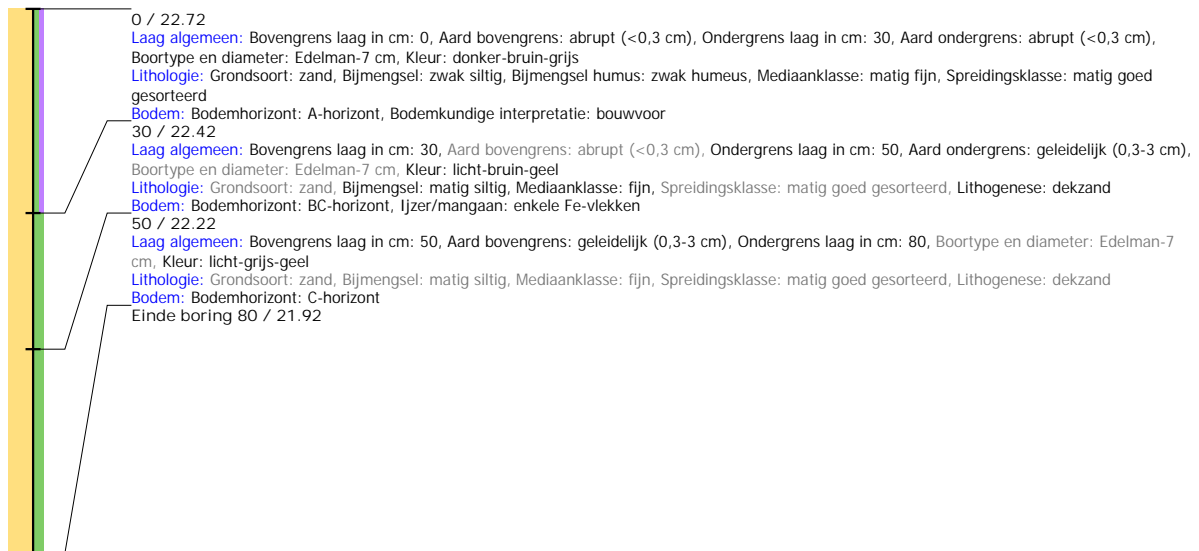 0 / 22.72
Laag algemeen: Bovengrens laag in cm: 0, Aard bovengrens: abrupt (<0,3 cm), Ondergrens laag in cm: 30, Aard ondergrens: abrupt (<0,3 cm),
Boortype en diameter: Edelman-7 cm, Kleur: donker-bruin-grijs
Lithologie: Grondsoort: zand, Bijmengsel: zwak siltig, Bijmengsel humus: zwak humeus, Mediaanklasse: matig fijn, Spreidingsklasse: matig goed
gesorteerd
Bodem: Bodemhorizont: A-horizont, Bodemkundige interpretatie: bouwvoor
30 / 22.42
Laag algemeen: Bovengrens laag in cm: 30, Aard bovengrens: abrupt (<0,3 cm), Ondergrens laag in cm: 50, Aard ondergrens: geleidelijk (0,3-3 cm),
Boortype en diameter: Edelman-7 cm, Kleur: licht-bruin-geel
Lithologie: Grondsoort: zand, Bijmengsel: matig siltig, Mediaanklasse: fijn, Spreidingsklasse: matig goed gesorteerd, Lithogenese: dekzand
Bodem: Bodemhorizont: BC-horizont, Ijzer/mangaan: enkele Fe-vlekken
50 / 22.22
Laag algemeen: Bovengrens laag in cm: 50, Aard bovengrens: geleidelijk (0,3-3 cm), Ondergrens laag in cm: 80, Boortype en diameter: Edelman-7
cm, Kleur: licht-grijs-geel
Lithologie: Grondsoort: zand, Bijmengsel: matig siltig, Mediaanklasse: fijn, Spreidingsklasse: matig goed gesorteerd, Lithogenese: dekzand
Bodem: Bodemhorizont: C-horizont
Einde boring 80 / 21.92